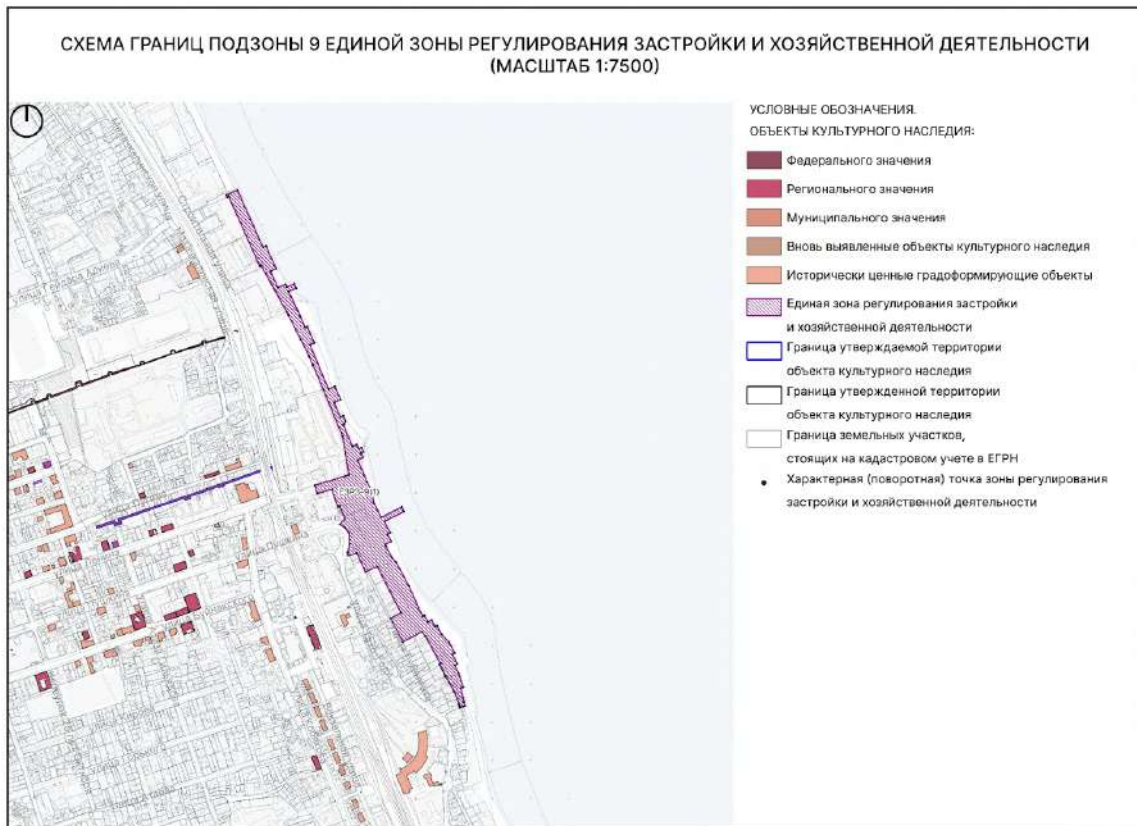 СХЕМА ГРАНИЦ ПОДЗОНЫ 9 ЕДИНОЙ ЗОНЫ РЕГУЛИРОВАНИЯ ЗАСТРОЙКИ И ХОЗЯЙСТВЕННОЙ ДЕЯТЕЛЬНОСТИ
(МАСШТАБ 1:7500)
УСЛОВНЫЕ ОБОЗНАЧЕНИЯ.
ОБЪЕКТЫ КУЛЬТУРНОГО НАСЛЕДИЯ:
Федерального значения
Регионального значения
Муниципального значения
Вновь выявленные объекты культурного наследия
Исторически ценные градоформирующие объекты
Единая зона регулирования застройки
и хозяйственной деятельности
Граница утверждаемой территории
объекта культурного наследия
Граница утвержденной территории
объекта культурного наследия
Граница земельных участков,
стоящих на кадастровом учете в ЕГРН
Характерная (поворотная) точка зоны регулирования
застройки и хозяйственной деятельности